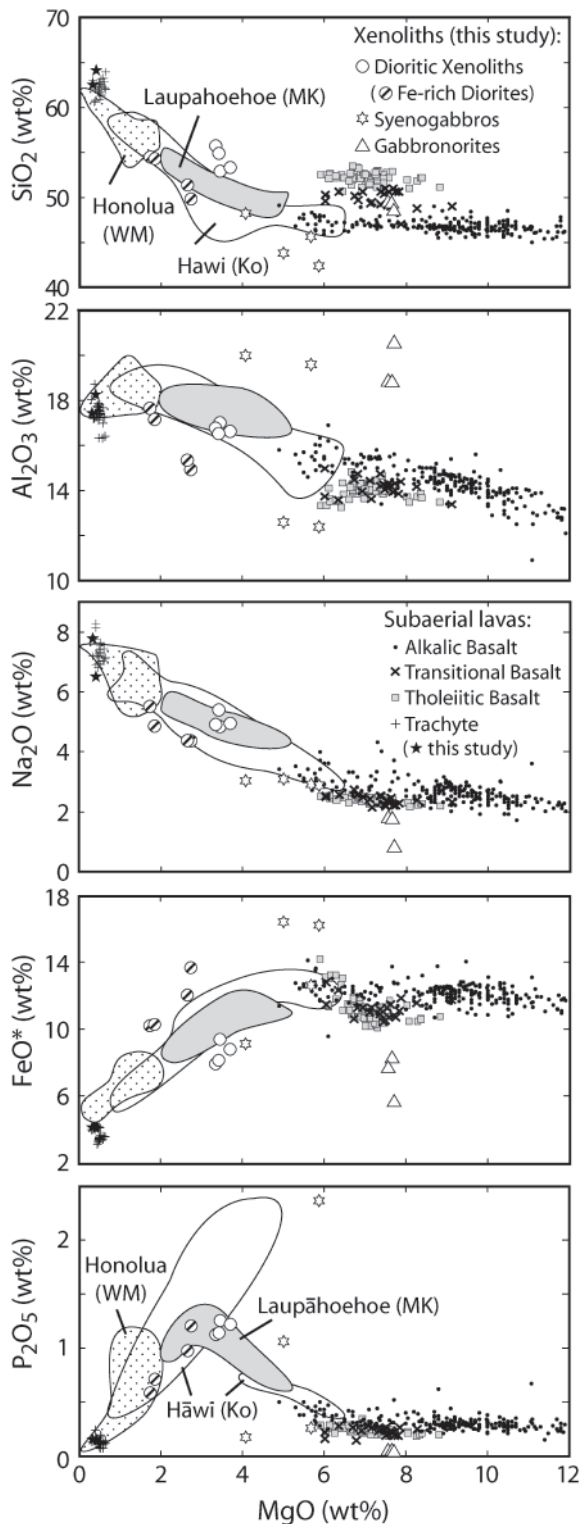 70
60
50
40
SiO₂ (wt%)
Xenoliths (this study):
Dioritic Xenoliths
(Fe-rich Diorites)
Syenogabbros
Gabbronorites
Laupahoehoe (MK)
Honolua
(WM)
Hawi (Ko)
22
18
14
10
Al₂O₃ (wt%)
8
6
4
2
0
Na₂O (wt%)
Subaerial lavas:
Alkalic Basalt
Transitional Basalt
Tholeiitic Basalt
Trachyte
(★ this study)
18
14
10
6
2
FeO* (wt%)
2
1
0
P₂O₅ (wt%)
Honolua
(WM)
Laupāhoehoe (MK)
Hāwi (Ko)
0 2 4 6 8 10 12
MgO (wt%)